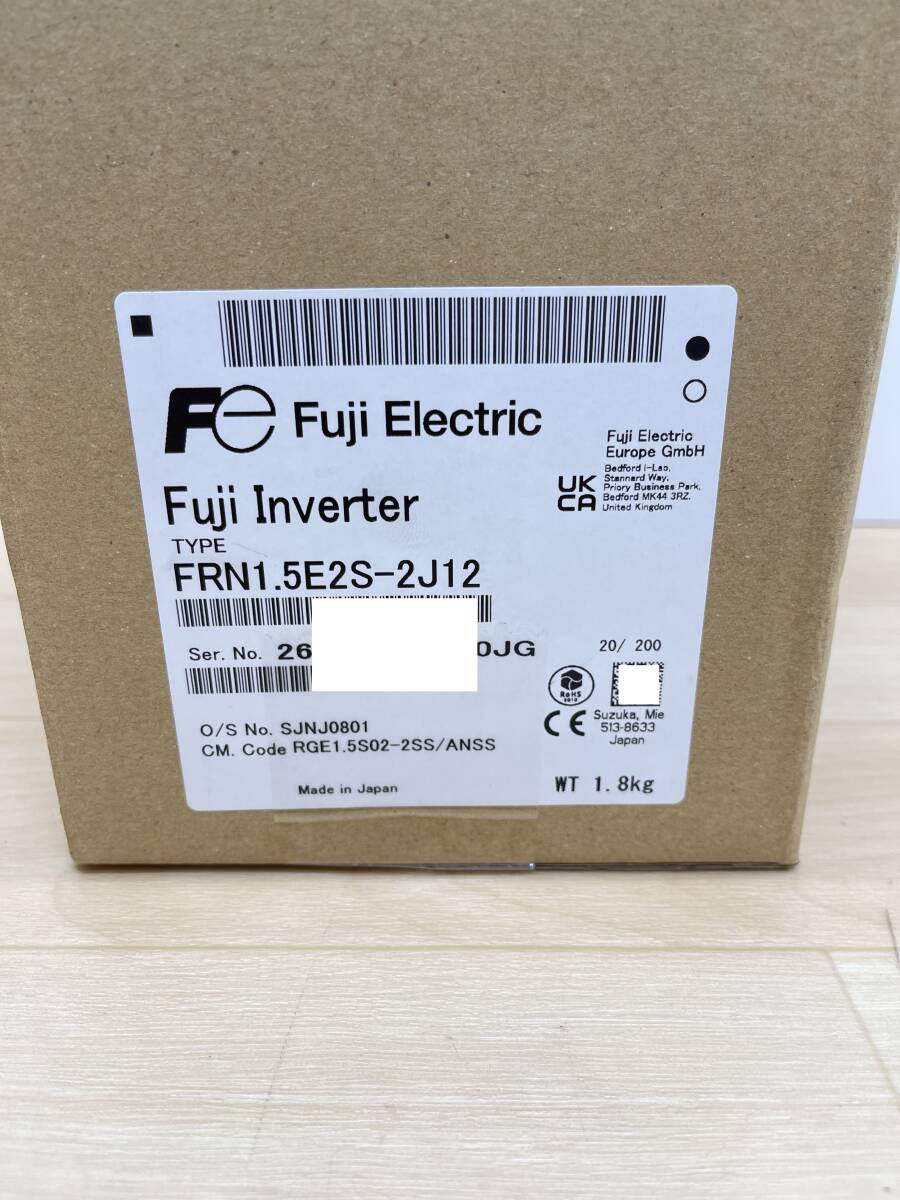 Fe Fuji Electric
Fuji Electric
Europe GmbH
Bedford i-Lab,
Stannard Way,
Priory Business Park,
Bedford MK44 3RZ,
United Kingdom
UK
CA
Fuji Inverter
TYPE
FRN1.5E2S-2J12
Ser. No. 26 0JG
20/ 200
RoHS
CE
Suzuka, Mie
513-8633
Japan
O/S No. SJNJ0801
CM. Code RGE1.5S02-2SS/ANSS
Made in Japan
WT 1.8kg